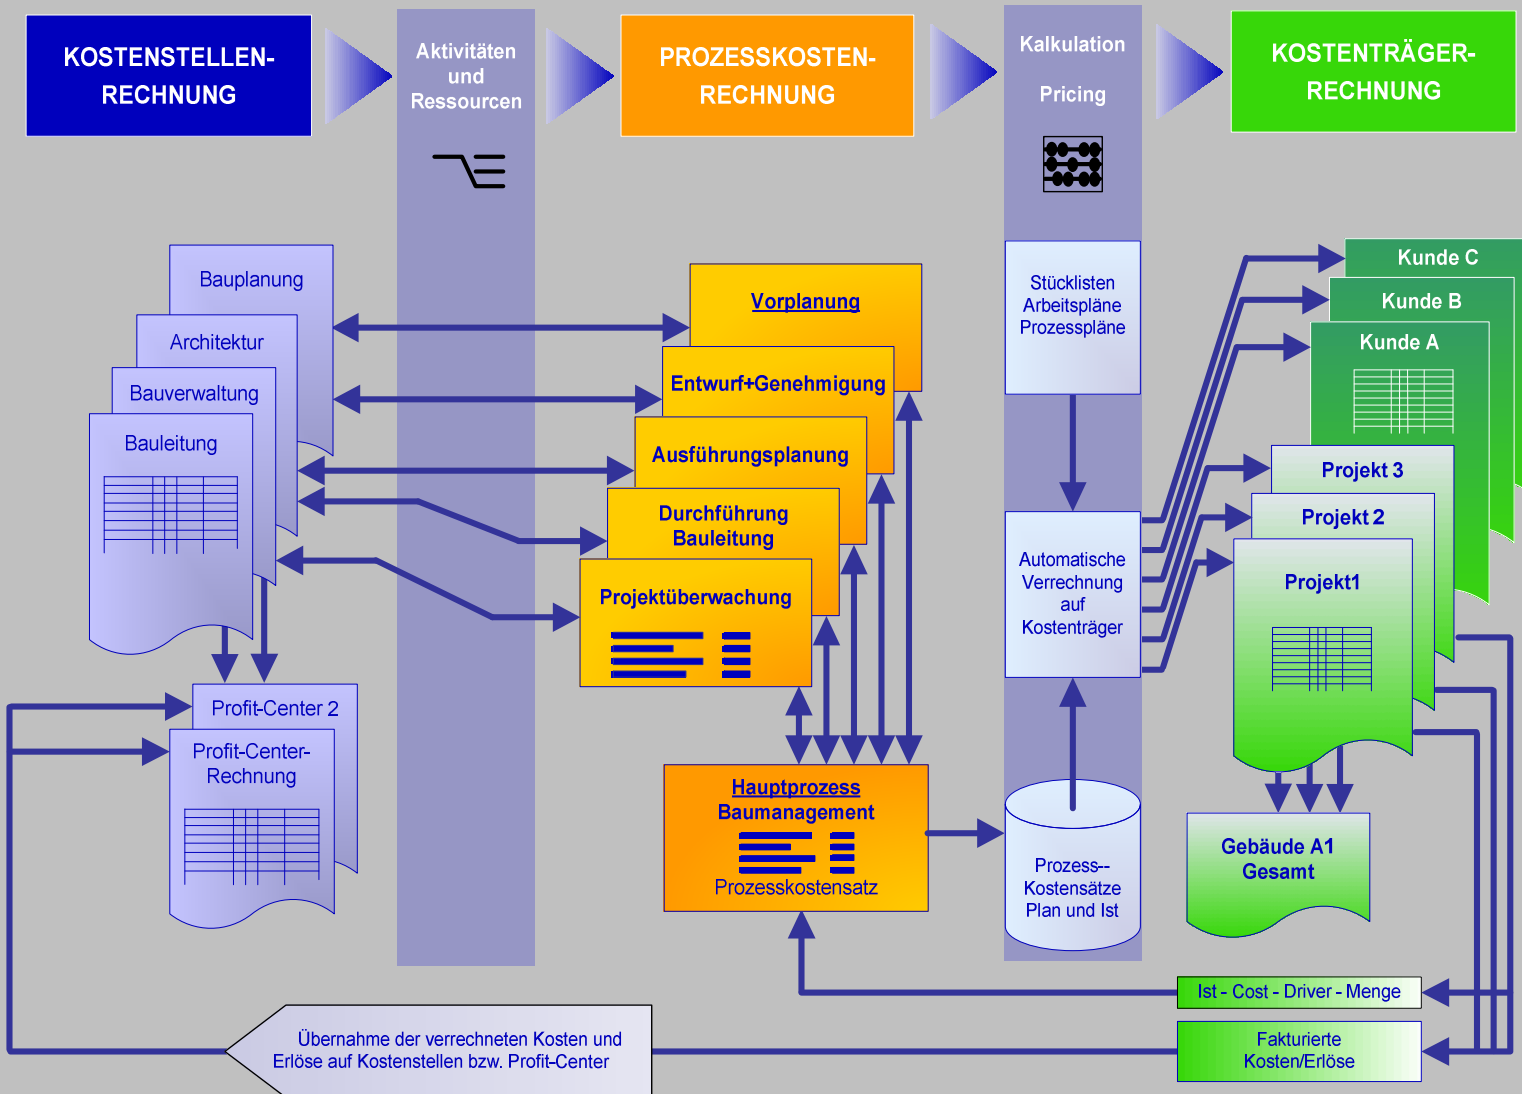 KOSTENSTELLEN-
RECHNUNG
Aktivitäten
und
Ressourcen
PROZESSKOSTEN-
RECHNUNG
Kalkulation
Pricing
KOSTENTRÄGER-
RECHNUNG
Bauplanung
Architektur
Bauverwaltung
Bauleitung
Profit-Center 2
Profit-Center-
Rechnung
Vorplanung
Entwurf+Genehmigung
Ausführungsplanung
Durchführung
Bauleitung
Projektüberwachung
Hauptprozess
Baumanagement
Prozesskostensatz
Stücklisten
Arbeitspläne
Prozesspläne
Automatische
Verrechnung
auf
Kostenträger
Prozess--
Kostensätze
Plan und Ist
Kunde C
Kunde B
Kunde A
Projekt 3
Projekt 2
Projekt1
Gebäude A1
Gesamt
Ist - Cost - Driver - Menge
Fakturierte
Kosten/Erlöse
Übernahme der verrechneten Kosten und
Erlöse auf Kostenstellen bzw. Profit-Center